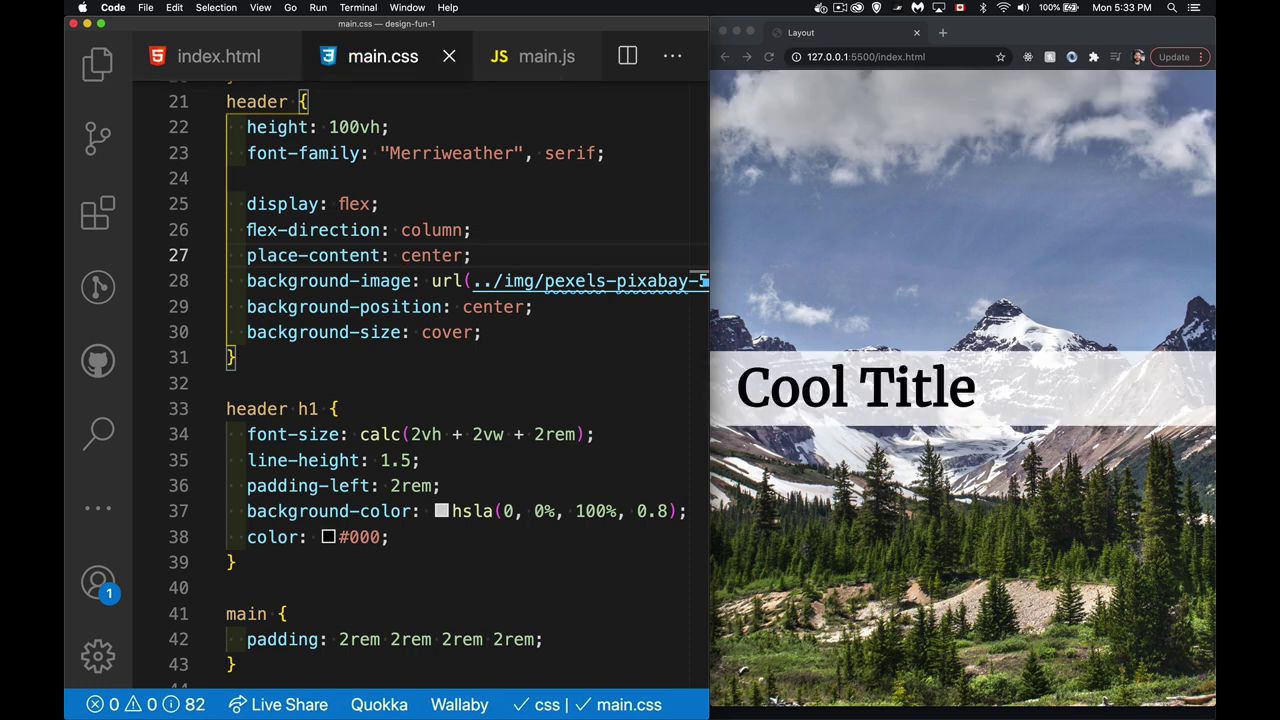 Code File Edit Selection View Go Run Terminal Window Help 100% Mon 5:33 PM
main.css — design-fun-1
index.html main.css JS main.js
Layout
127.0.0.1:5500/index.html Update
21 header {
22 height: 100vh;
23 font-family: "Merriweather", serif;
24
25 display: flex;
26 flex-direction: column;
27 place-content: center;
28 background-image: url(../img/pexels-pixabay-5
29 background-position: center;
30 background-size: cover;
31 }
32
33 header h1 {
34 font-size: calc(2vh + 2vw + 2rem);
35 line-height: 1.5;
36 padding-left: 2rem;
37 background-color: hsla(0, 0%, 100%, 0.8);
38 color: #000;
39 }
40
41 main {
42 padding: 2rem 2rem 2rem 2rem;
43 }
Cool Title
1
0 0 82 Live Share Quokka Wallaby ✓ css | ✓ main.css